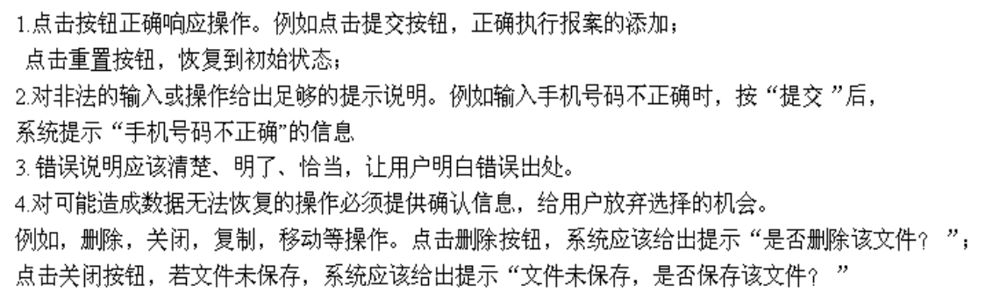 1.点击按钮正确响应操作。例如点击提交按钮，正确执行报案的添加；
点击重置按钮，恢复到初始状态；
2.对非法的输入或操作给出足够的提示说明。例如输入手机号码不正确时，按“提交 ”后，
系统提示“手机号码不正确”的信息
3. 错误说明应该清楚、明了、恰当，让用户明白错误出处。
4.对可能造成数据无法恢复的操作必须提供确认信息，给用户放弃选择的机会。
例如，删除，关闭，复制，移动等操作。点击删除按钮，系统应该给出提示“是否删除该文件？ ”；
点击关闭按钮，若文件未保存，系统应该给出提示“文件未保存，是否保存该文件？ ”